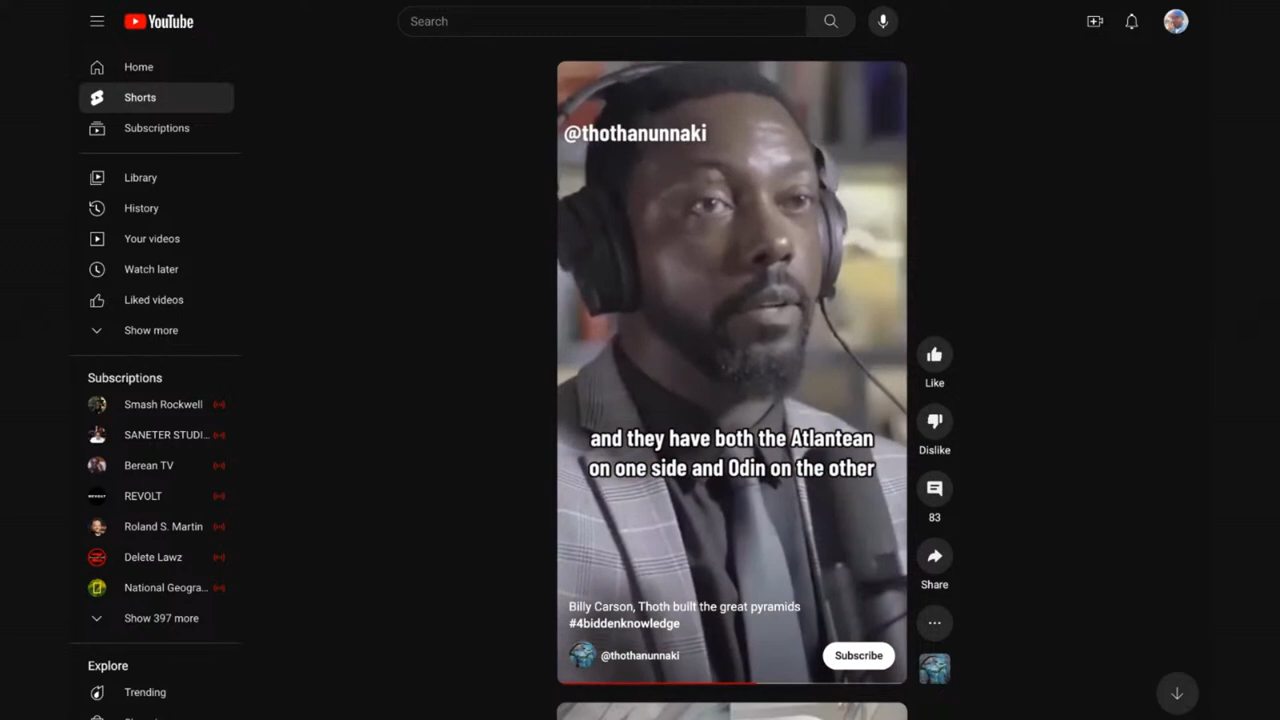 YouTube
Search
Home
Shorts
Subscriptions
Library
History
Your videos
Watch later
Liked videos
Show more
Subscriptions
Smash Rockwell
SANETER STUDI...
Berean TV
REVOLT
REVOLT
Roland S. Martin
Delete Lawz
National Geogra...
Show 397 more
Explore
Trending
@thothanunnaki
and they have both the Atlantean
on one side and Odin on the other
Billy Carson, Thoth built the great pyramids
#4biddenknowledge
@thothanunnaki
Subscribe
Like
Dislike
83
Share